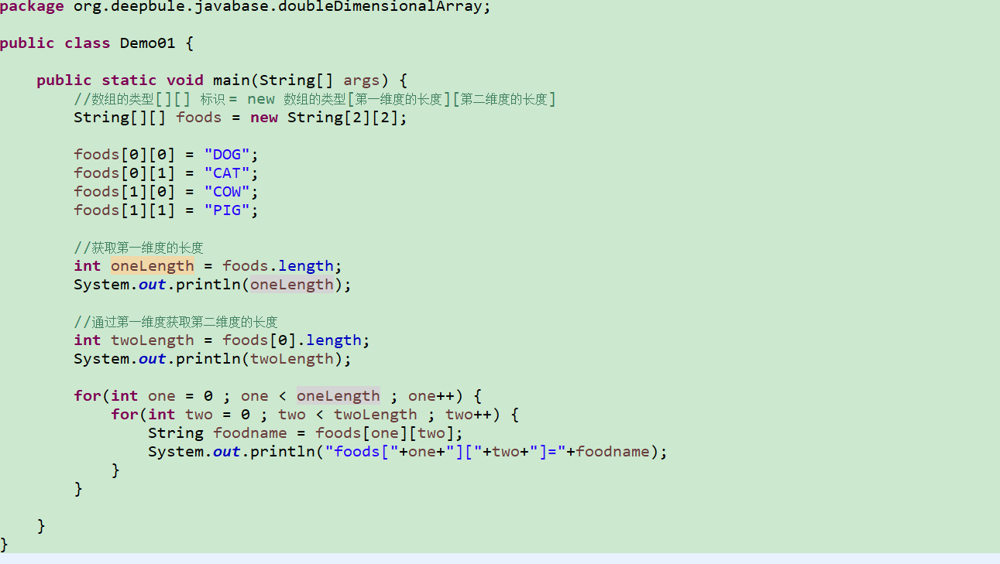 package org.deepbule.javabase.doubleDimensionalArray;
public class Demo01 {
public static void main(String[] args) {
//数组的类型[][] 标识 = new 数组的类型[第一维度的长度][第二维度的长度]
String[][] foods = new String[2][2];
foods[0][0] = "DOG";
foods[0][1] = "CAT";
foods[1][0] = "COW";
foods[1][1] = "PIG";
//获取第一维度的长度
int oneLength = foods.length;
System.out.println(oneLength);
//通过第一维度获取第二维度的长度
int twoLength = foods[0].length;
System.out.println(twoLength);
for(int one = 0 ; one < oneLength ; one++) {
for(int two = 0 ; two < twoLength ; two++) {
String foodname = foods[one][two];
System.out.println("foods["+one+"]["+two+"]="+foodname);
}
}
}
}